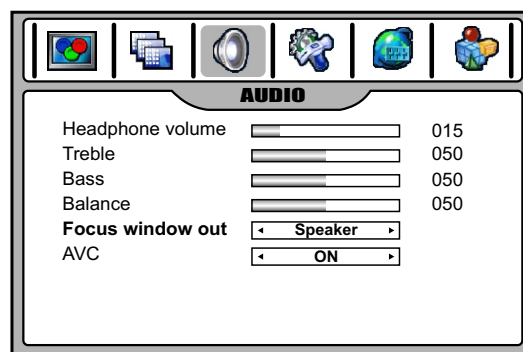 AUDIO
Headphone volume 015
Treble 050
Bass 050
Balance 050
Focus window out Speaker
AVC ON